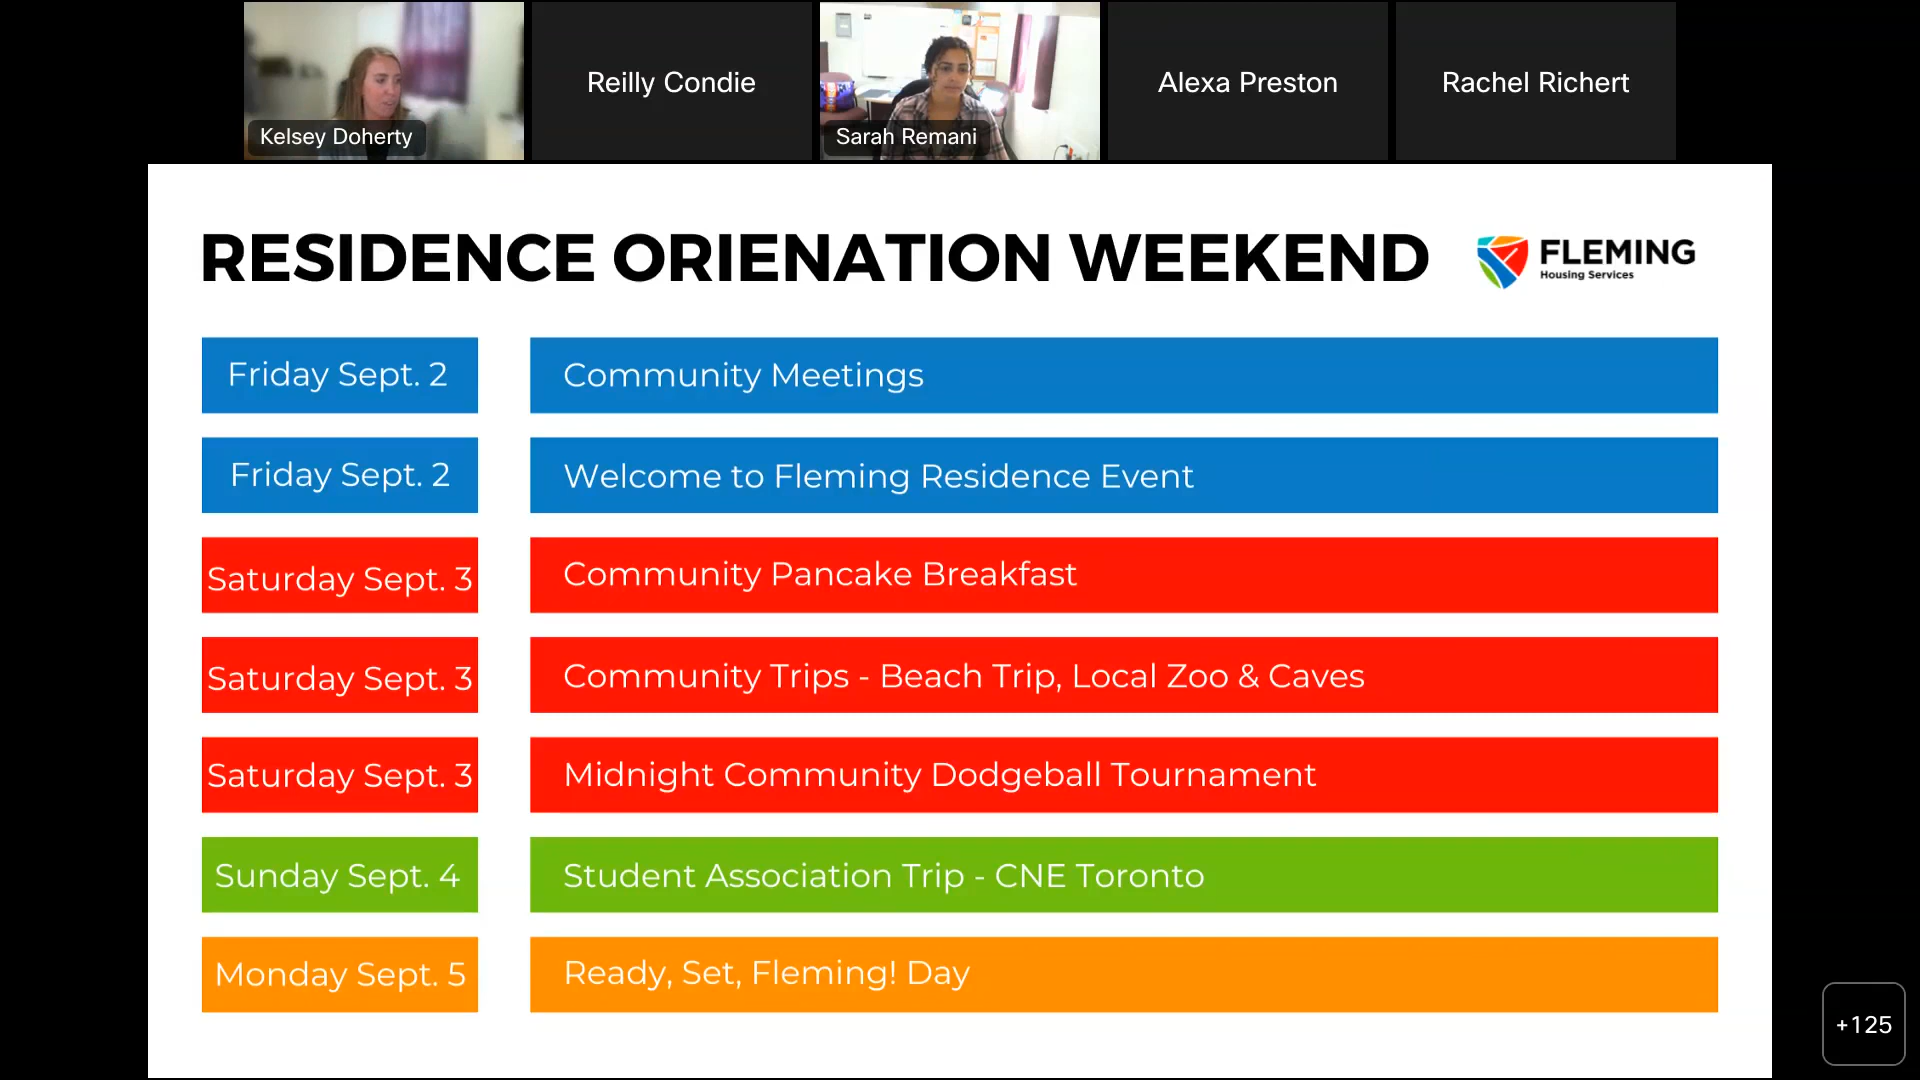 Kelsey Doherty
Reilly Condie
Sarah Remani
Alexa Preston
Rachel Richert
RESIDENCE ORIENATION WEEKEND
FLEMING
Housing Services
Friday Sept. 2
Community Meetings
Friday Sept. 2
Welcome to Fleming Residence Event
Saturday Sept. 3
Community Pancake Breakfast
Saturday Sept. 3
Community Trips - Beach Trip, Local Zoo & Caves
Saturday Sept. 3
Midnight Community Dodgeball Tournament
Sunday Sept. 4
Student Association Trip - CNE Toronto
Monday Sept. 5
Ready, Set, Fleming! Day
+125